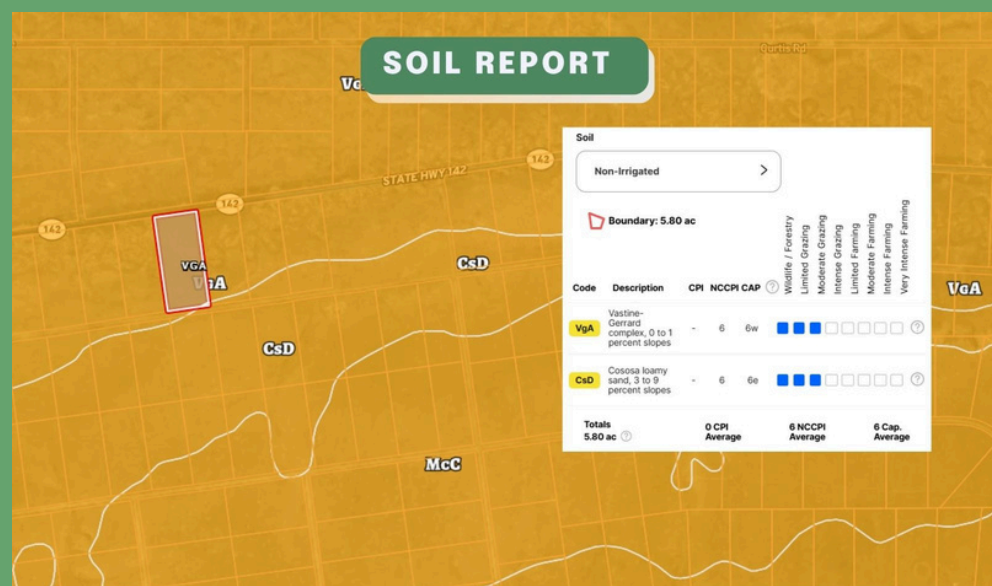 SOIL REPORT
Curtis Rd
Vg
142
STATE HWY 142
142
142
VGA
VgA
CsD
CsD
McC
VgA
Soil
Non-Irrigated
Boundary: 5.80 ac
Code Description CPI NCCPI CAP Wildlife / Forestry Limited Grazing Moderate Grazing Intense Grazing Limited Farming Moderate Farming Intense Farming Very Intense Farming
VgA
Vastine-
Gerrard
complex, 0 to 1
percent slopes
- 6 6w
CsD
Cososa loamy
sand, 3 to 9
percent slopes
- 6 6e
Totals
5.80 ac
0 CPI
Average
6 NCCPI
Average
6 Cap.
Average